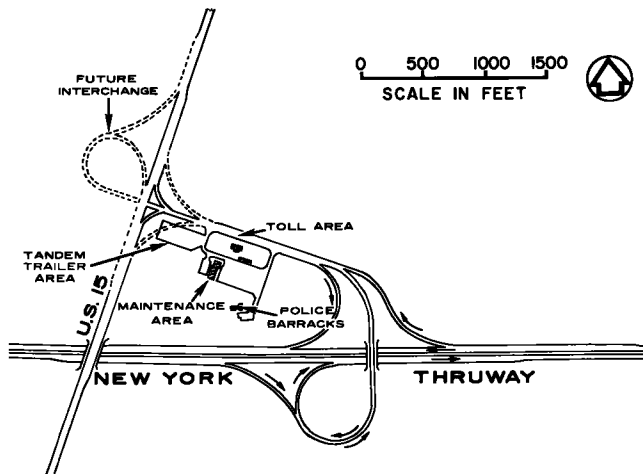 FUTURE
INTERCHANGE
0 500 1000 1500
SCALE IN FEET
TOLL AREA
TANDEM
TRAILER
AREA
U.S. 15
MAINTENANCE
AREA
POLICE
BARRACKS
NEW YORK THRUWAY